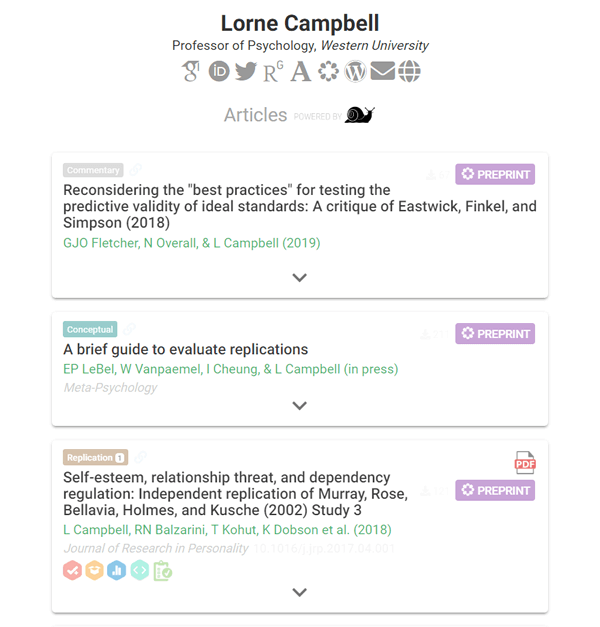 Lorne Campbell
Professor of Psychology, Western University
Articles POWERED BY
Commentary
PREPRINT
Reconsidering the "best practices" for testing the
predictive validity of ideal standards: A critique of Eastwick, Finkel, and
Simpson (2018)
GJO Fletcher, N Overall, & L Campbell (2019)
Conceptual
PREPRINT
A brief guide to evaluate replications
EP LeBel, W Vanpaemel, I Cheung, & L Campbell (in press)
Meta-Psychology
Replication 1
PDF
Self-esteem, relationship threat, and dependency
regulation: Independent replication of Murray, Rose,
PREPRINT
Bellavia, Holmes, and Kusche (2002) Study 3
L Campbell, RN Balzarini, T Kohut, K Dobson et al. (2018)
Journal of Research in Personality 10.1016/j.jrp.2017.04.001